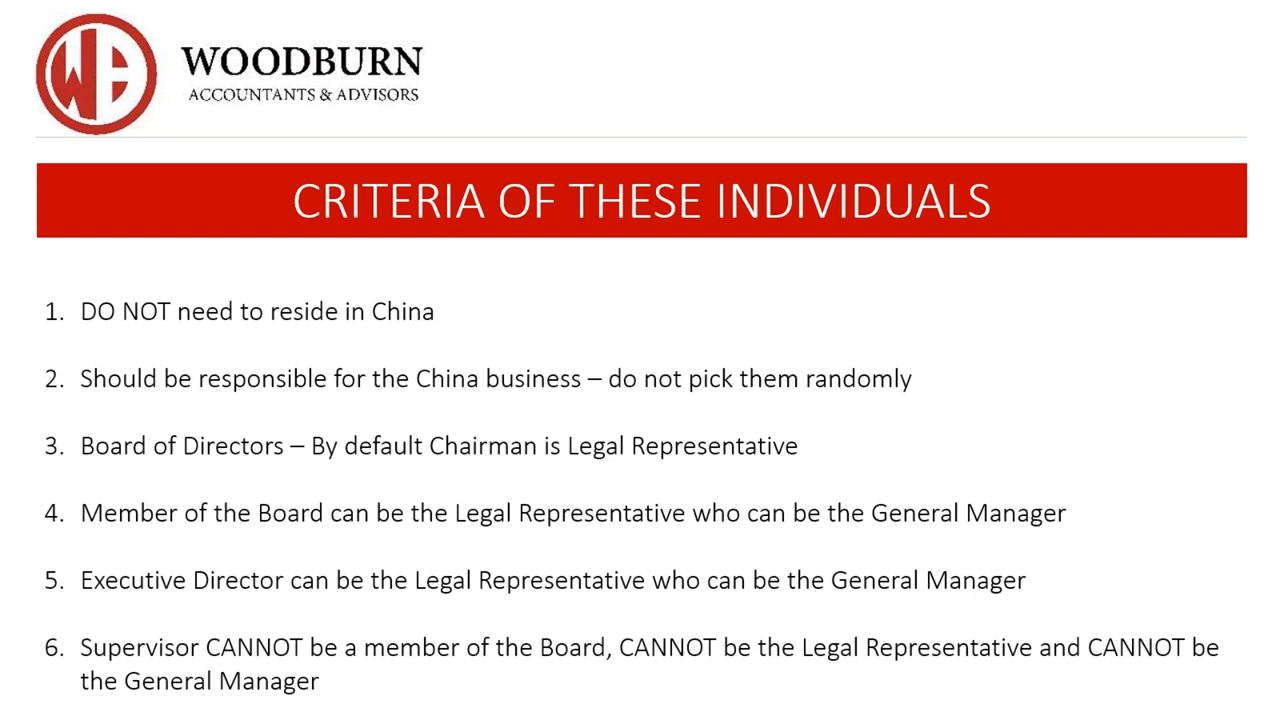 WB
WOODBURN
ACCOUNTANTS & ADVISORS
CRITERIA OF THESE INDIVIDUALS
1. DO NOT need to reside in China
2. Should be responsible for the China business – do not pick them randomly
3. Board of Directors – By default Chairman is Legal Representative
4. Member of the Board can be the Legal Representative who can be the General Manager
5. Executive Director can be the Legal Representative who can be the General Manager
6. Supervisor CANNOT be a member of the Board, CANNOT be the Legal Representative and CANNOT be
the General Manager